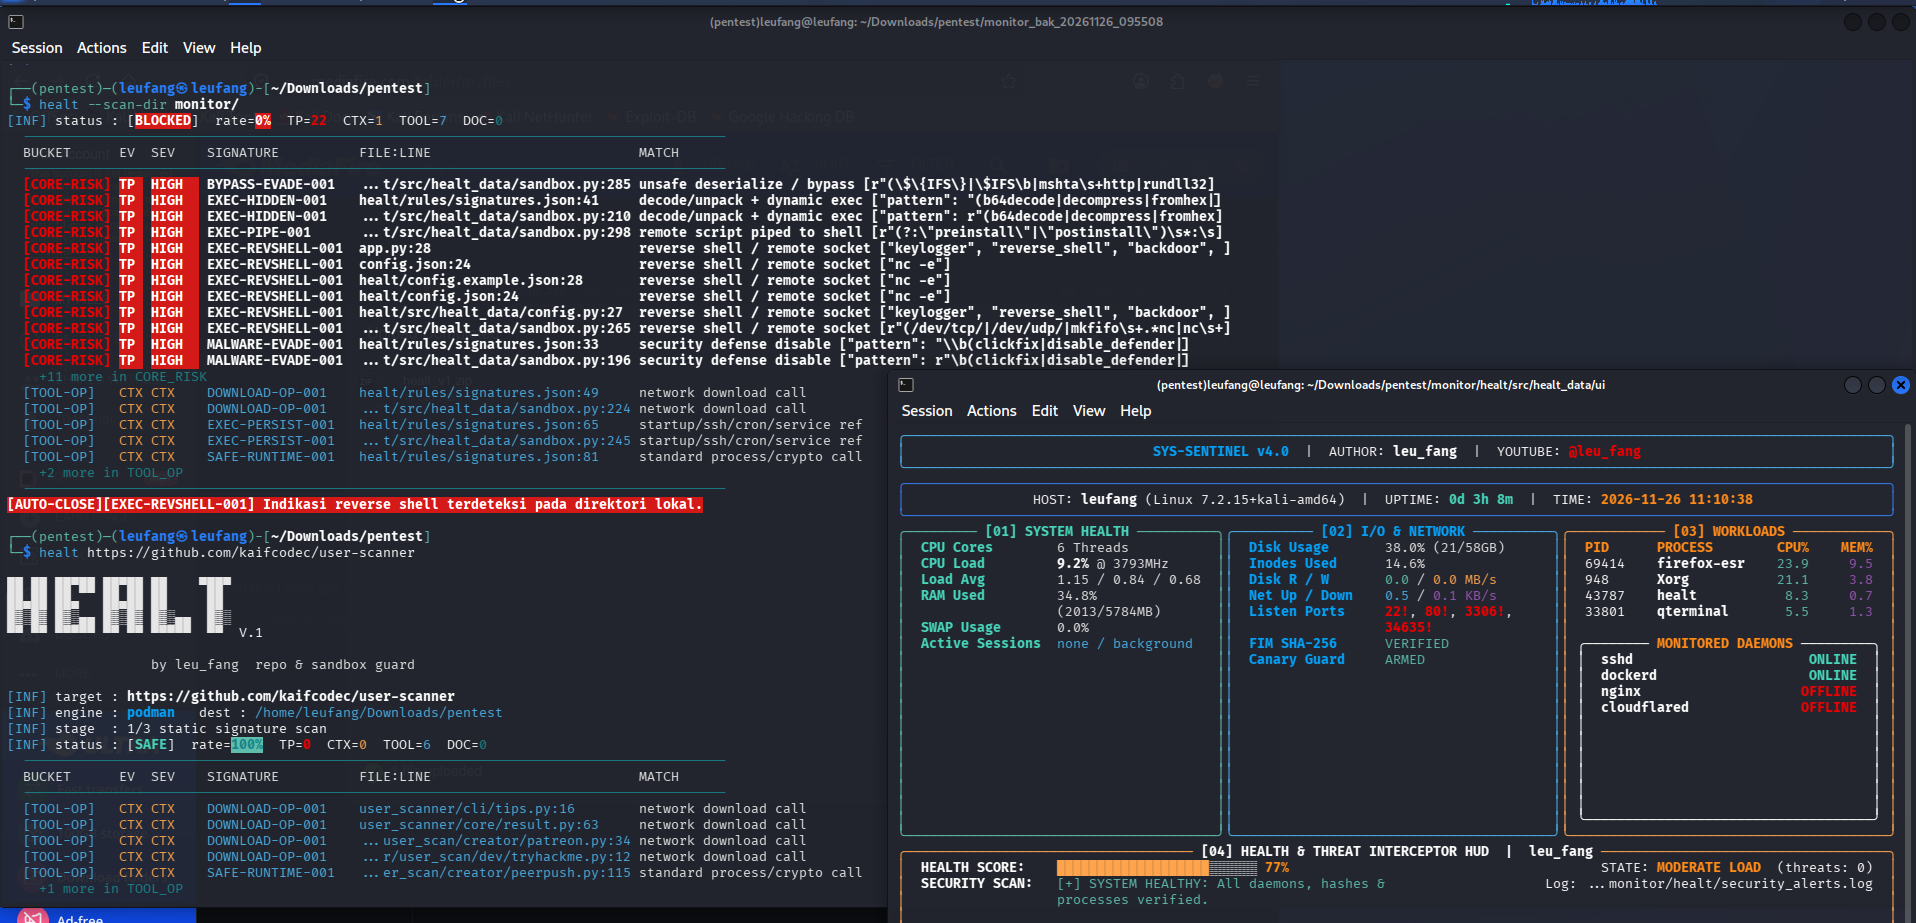 (pentest)leufang@leufang: ~/Downloads/pentest/monitor_bak_20261126_095508
Session Actions Edit View Help
┌──(pentest)─(leufang㉿leufang)-[~/Downloads/pentest]
└─$ healt --scan-dir monitor/
[INF] status : [BLOCKED] rate=0% TP=22 CTX=1 TOOL=7 DOC=0
BUCKET EV SEV SIGNATURE FILE:LINE MATCH
[CORE-RISK] TP HIGH BYPASS-EVADE-001 …t/src/healt_data/sandbox.py:285 unsafe deserialize / bypass [r"(\$\{IFS\}|\$IFS\b|mshta\s+http|rundll32]
[CORE-RISK] TP HIGH EXEC-HIDDEN-001 healt/rules/signatures.json:41 decode/unpack + dynamic exec ["pattern": "(b64decode|decompress|fromhex|]
[CORE-RISK] TP HIGH EXEC-HIDDEN-001 …t/src/healt_data/sandbox.py:210 decode/unpack + dynamic exec ["pattern": r"(b64decode|decompress|fromhex]
[CORE-RISK] TP HIGH EXEC-PIPE-001 …t/src/healt_data/sandbox.py:298 remote script piped to shell [r"(?:\"preinstall\"|\"postinstall\")\s*:\s]
[CORE-RISK] TP HIGH EXEC-REVSHELL-001 app.py:28 reverse shell / remote socket ["keylogger", "reverse_shell", "backdoor", ]
[CORE-RISK] TP HIGH EXEC-REVSHELL-001 config.json:24 reverse shell / remote socket ["nc -e"]
[CORE-RISK] TP HIGH EXEC-REVSHELL-001 healt/config.example.json:28 reverse shell / remote socket ["nc -e"]
[CORE-RISK] TP HIGH EXEC-REVSHELL-001 healt/config.json:24 reverse shell / remote socket ["nc -e"]
[CORE-RISK] TP HIGH EXEC-REVSHELL-001 healt/src/healt_data/config.py:27 reverse shell / remote socket ["keylogger", "reverse_shell", "backdoor", ]
[CORE-RISK] TP HIGH EXEC-REVSHELL-001 …t/src/healt_data/sandbox.py:265 reverse shell / remote socket [r"(/dev/tcp/|/dev/udp/|mkfifo\s+.*nc|nc\s+]
[CORE-RISK] TP HIGH MALWARE-EVADE-001 healt/rules/signatures.json:33 security defense disable ["pattern": "\\b(clickfix|disable_defender|]
[CORE-RISK] TP HIGH MALWARE-EVADE-001 …t/src/healt_data/sandbox.py:196 security defense disable ["pattern": r"\b(clickfix|disable_defender|]
+11 more in CORE_RISK
[TOOL-OP] CTX CTX DOWNLOAD-OP-001 healt/rules/signatures.json:49 network download call
[TOOL-OP] CTX CTX DOWNLOAD-OP-001 …t/src/healt_data/sandbox.py:224 network download call
[TOOL-OP] CTX CTX EXEC-PERSIST-001 healt/rules/signatures.json:65 startup/ssh/cron/service ref
[TOOL-OP] CTX CTX EXEC-PERSIST-001 …t/src/healt_data/sandbox.py:245 startup/ssh/cron/service ref
[TOOL-OP] CTX CTX SAFE-RUNTIME-001 healt/rules/signatures.json:81 standard process/crypto call
+2 more in TOOL_OP
[AUTO-CLOSE][EXEC-REVSHELL-001] Indikasi reverse shell terdeteksi pada direktori lokal.
┌──(pentest)─(leufang㉿leufang)-[~/Downloads/pentest]
└─$ healt https://github.com/kaifcodec/user-scanner
HEALT V.1
by leu_fang repo & sandbox guard
[INF] target : https://github.com/kaifcodec/user-scanner
[INF] engine : podman dest : /home/leufang/Downloads/pentest
[INF] stage : 1/3 static signature scan
[INF] status : [SAFE] rate=100% TP=0 CTX=0 TOOL=6 DOC=0
BUCKET EV SEV SIGNATURE FILE:LINE MATCH
[TOOL-OP] CTX CTX DOWNLOAD-OP-001 user_scanner/cli/tips.py:16 network download call
[TOOL-OP] CTX CTX DOWNLOAD-OP-001 user_scanner/core/result.py:63 network download call
[TOOL-OP] CTX CTX DOWNLOAD-OP-001 … user_scan/creator/patreon.py:34 network download call
[TOOL-OP] CTX CTX DOWNLOAD-OP-001 …r/user_scan/dev/tryhackme.py:12 network download call
[TOOL-OP] CTX CTX SAFE-RUNTIME-001 …er_scan/creator/peerpush.py:115 standard process/crypto call
+1 more in TOOL_OP
Ad-free
(pentest)leufang@leufang: ~/Downloads/pentest/monitor/healt/src/healt_data/ui
Session Actions Edit View Help
SYS-SENTINEL v4.0 | AUTHOR: leu_fang | YOUTUBE: @leu_fang
HOST: leufang (Linux 7.2.15+kali-amd64) | UPTIME: 0d 3h 8m | TIME: 2026-11-26 11:10:38
[01] SYSTEM HEALTH
CPU Cores 6 Threads
CPU Load 9.2% @ 3793MHz
Load Avg 1.15 / 0.84 / 0.68
RAM Used 34.8%
(2013/5784MB)
SWAP Usage 0.0%
Active Sessions none / background
[02] I/O & NETWORK
Disk Usage 38.0% (21/58GB)
Inodes Used 14.6%
Disk R / W 0.0 / 0.0 MB/s
Net Up / Down 0.5 / 0.1 KB/s
Listen Ports 22!, 80!, 3306!,
34635!
FIM SHA-256 VERIFIED
Canary Guard ARMED
[03] WORKLOADS
PID PROCESS CPU% MEM%
69414 firefox-esr 23.9 9.5
948 Xorg 21.1 3.8
43787 healt 8.3 0.7
33801 qterminal 5.5 1.3
MONITORED DAEMONS
sshd ONLINE
dockerd ONLINE
nginx OFFLINE
cloudflared OFFLINE
[04] HEALTH & THREAT INTERCEPTOR HUD | leu_fang
HEALTH SCORE: 77% STATE: MODERATE LOAD (threats: 0)
SECURITY SCAN: [+] SYSTEM HEALTHY: All daemons, hashes & Log: …monitor/healt/security_alerts.log
processes verified.